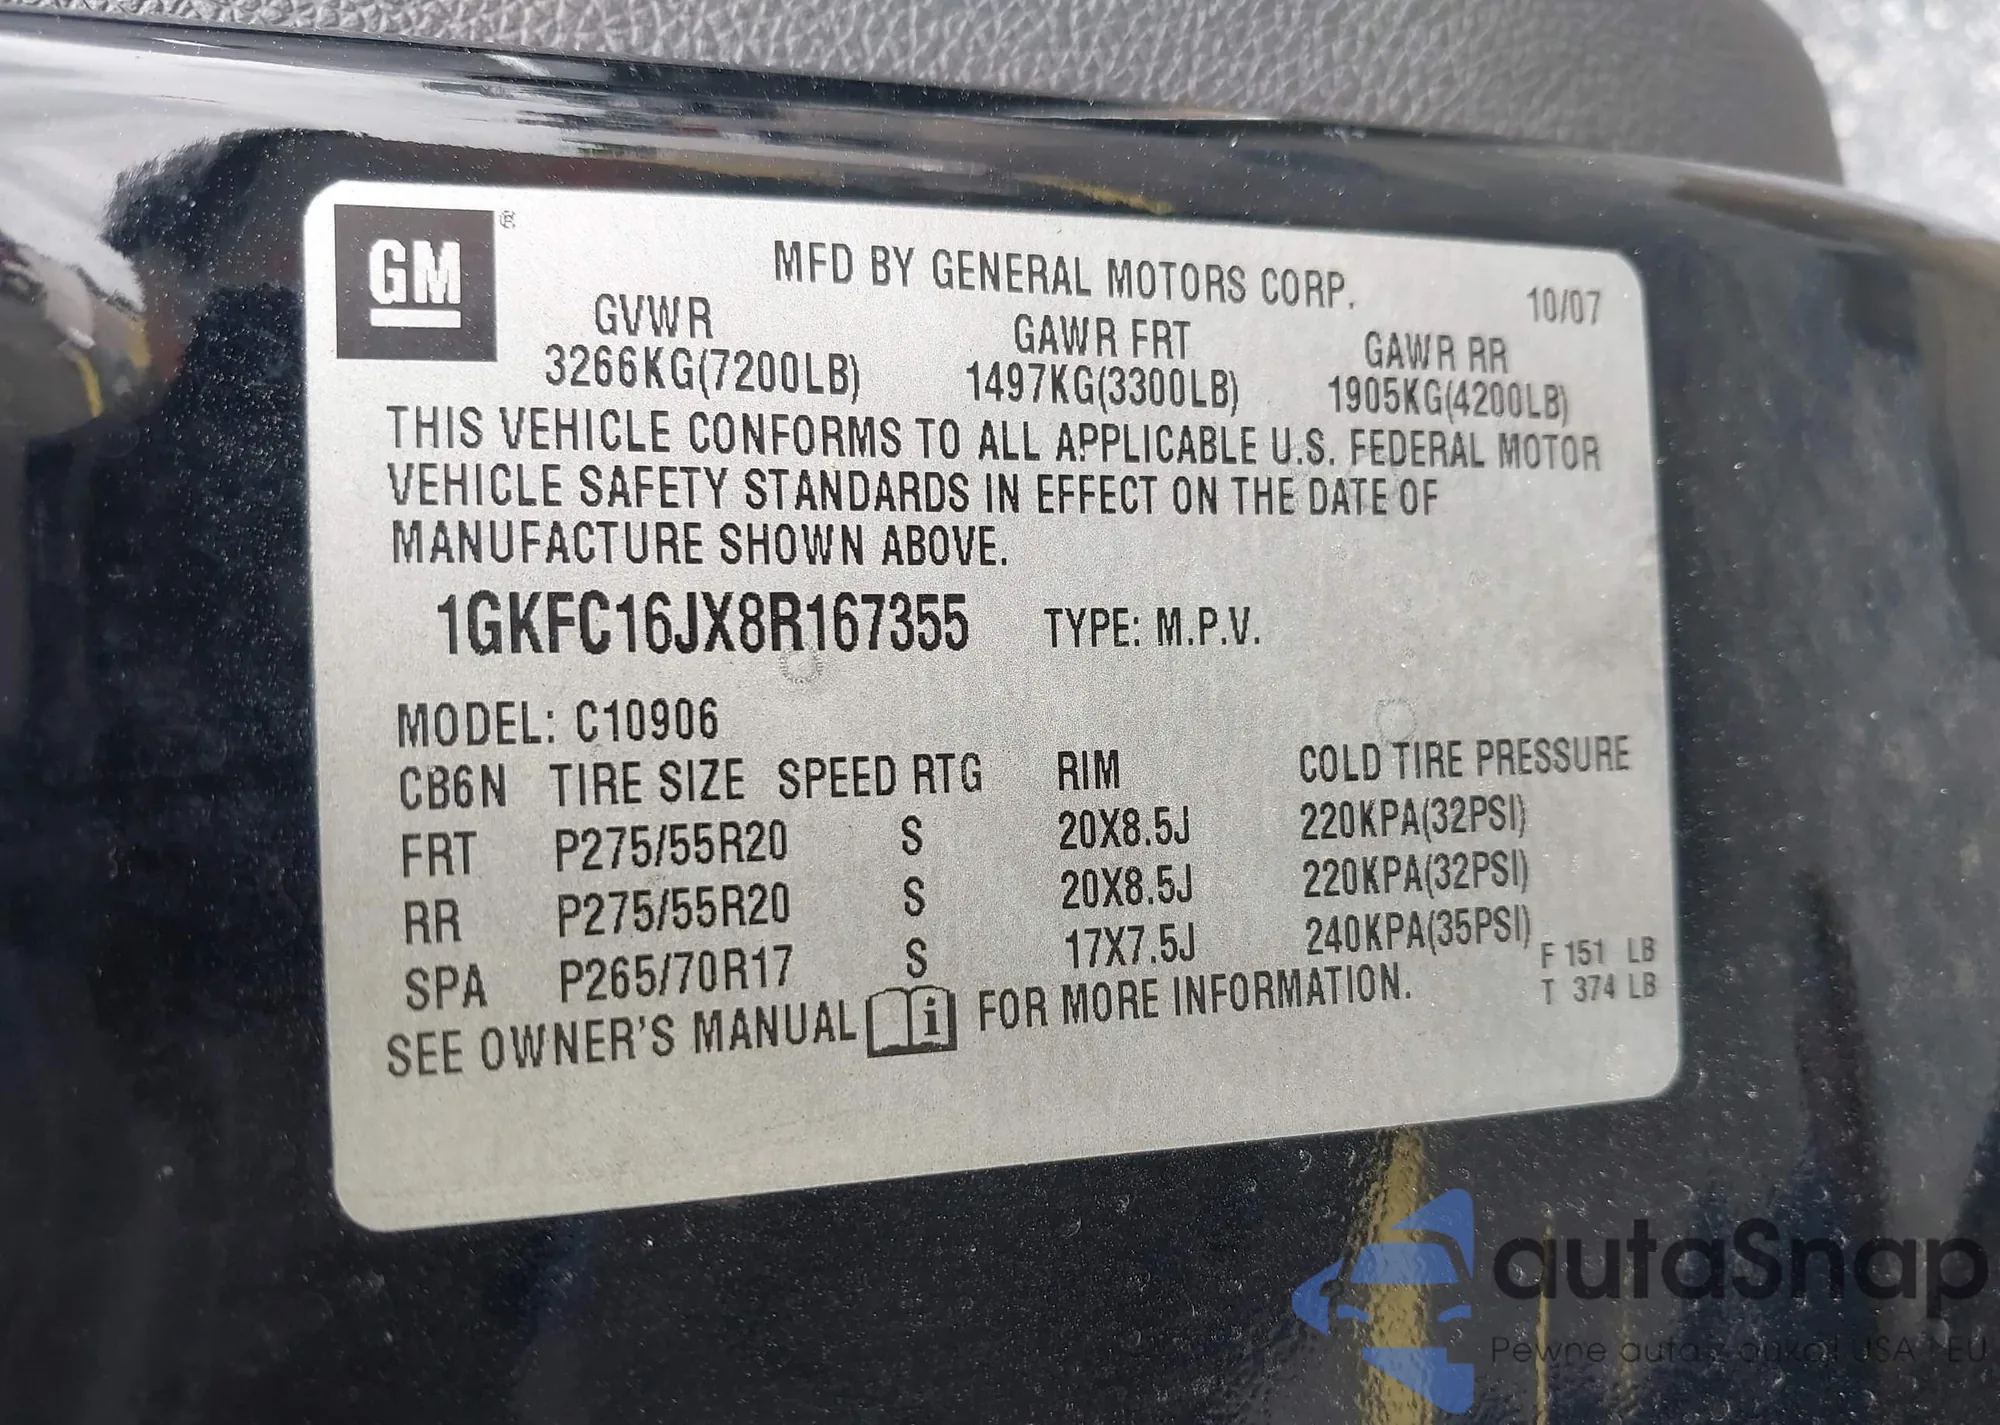 GM ®
MFD BY GENERAL MOTORS CORP.
10/07
GVWR GAWR FRT GAWR RR
3266KG(7200LB) 1497KG(3300LB) 1905KG(4200LB)
THIS VEHICLE CONFORMS TO ALL APPLICABLE U.S. FEDERAL MOTOR
VEHICLE SAFETY STANDARDS IN EFFECT ON THE DATE OF
MANUFACTURE SHOWN ABOVE.
1GKFC16JX8R167355 TYPE: M.P.V.
MODEL: C10906
CB6N TIRE SIZE SPEED RTG RIM COLD TIRE PRESSURE
FRT P275/55R20 S 20X8.5J 220KPA(32PSI)
RR P275/55R20 S 20X8.5J 220KPA(32PSI)
SPA P265/70R17 S 17X7.5J 240KPA(35PSI)
F 151 LB
T 374 LB
SEE OWNER'S MANUAL i FOR MORE INFORMATION.
autaSnap
Pewne auta z USA EU